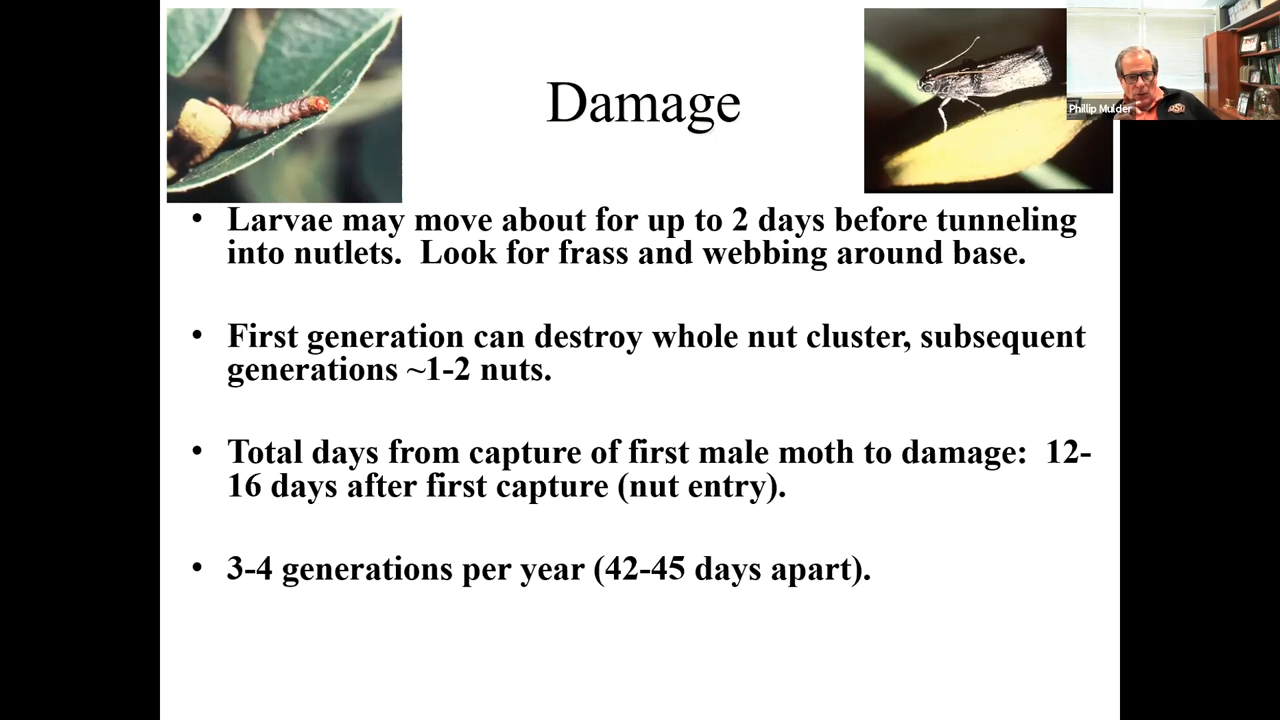 Damage
Phillip Mulder
• Larvae may move about for up to 2 days before tunneling
into nutlets.  Look for frass and webbing around base.
• First generation can destroy whole nut cluster, subsequent
generations ~1-2 nuts.
• Total days from capture of first male moth to damage:  12-
16 days after first capture (nut entry).
• 3-4 generations per year (42-45 days apart).